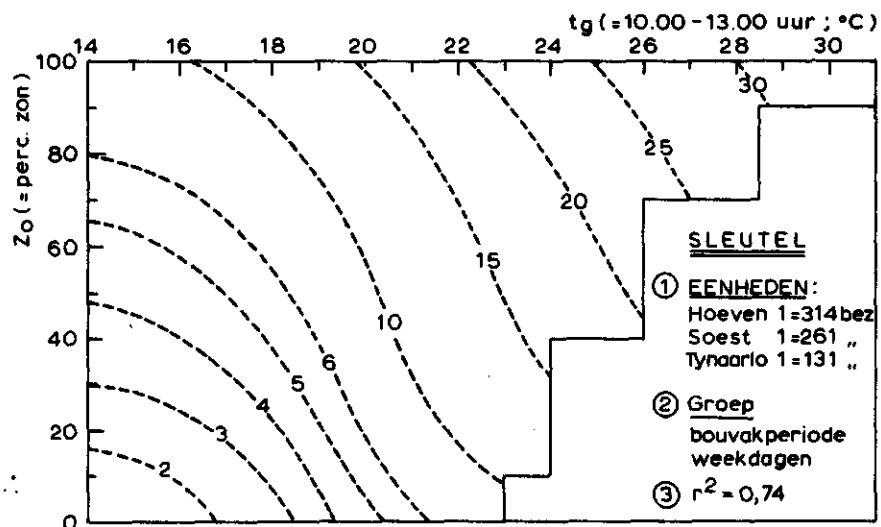 tg (=10.00-13.00 uur ; °C)
14 16 18 20 22 24 26 28 30
Zo (=perc. zon)
100
80
60
40
20
0
30
25
20
15
10
6
5
4
3
2
SLEUTEL
① EENHEDEN:
Hoeven 1=314 bez
Soest 1=261 „
Tynaarlo 1=131 „
② Groep
bouvakperiode
weekdagen
③ r² = 0,74